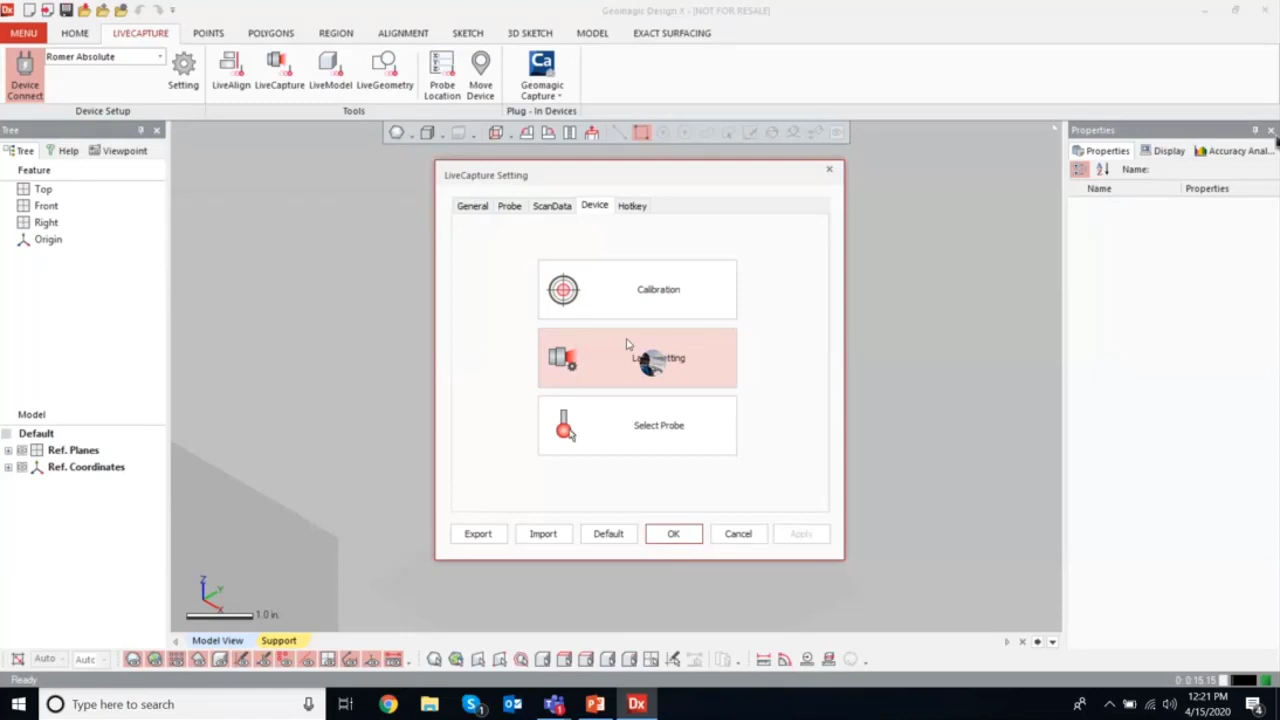 Dx
Geomagic Design X - [NOT FOR RESALE]
MENU HOME LIVECAPTURE POINTS POLYGONS REGION ALIGNMENT SKETCH 3D SKETCH MODEL EXACT SURFACING
Romer Absolute
Device Connect
Setting
LiveAlign LiveCapture LiveModel LiveGeometry
Probe Location
Move Device
Ca
Geomagic Capture
Device Setup Tools Plug - In Devices
Tree
Tree Help Viewpoint
Feature
Top
Front
Right
Origin
Model
Default
Ref. Planes
Ref. Coordinates
LiveCapture Setting
General Probe ScanData Device Hotkey
Calibration
Select Probe
Export Import Default OK Cancel Apply
Properties
Properties Display Accuracy Anal...
Name:
Name Properties
Z
Y
X
1.0 in.
Model View Support
Auto Autc
Ready
0: 0:15.15
Type here to search
Dx
12:21 PM
4/15/2020